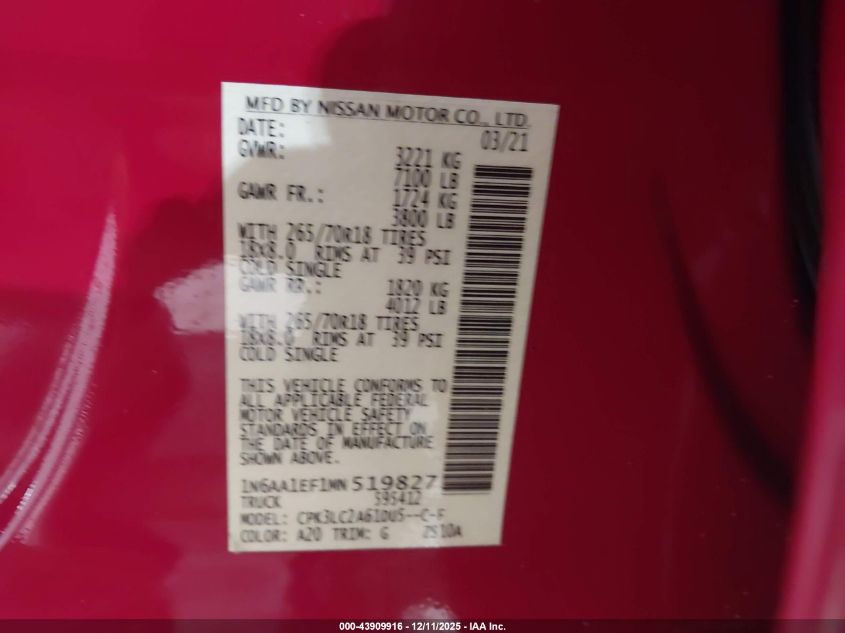 MFD BY NISSAN MOTOR CO., LTD.
DATE: 03/21
GVWR: 3221 KG
7100 LB
GAWR FR.: 1724 KG
3800 LB
WITH 265/70R18 TIRES
18x8.0 RIMS AT 39 PSI
COLD SINGLE
GAWR RR.: 1820 KG
4012 LB
WITH 265/70R18 TIRES
18x8.0 RIMS AT 39 PSI
COLD SINGLE
THIS VEHICLE CONFORMS TO
ALL APPLICABLE FEDERAL
MOTOR VEHICLE SAFETY
STANDARDS IN EFFECT ON
THE DATE OF MANUFACTURE
SHOWN ABOVE.
1N6AA1EF1MN519827
TRUCK 595412
MODEL: CPK3LC2A61DU5--C-F
COLOR: A20 TRIM: G ZS10A
000-43909916 - 12/11/2025 - IAA Inc.